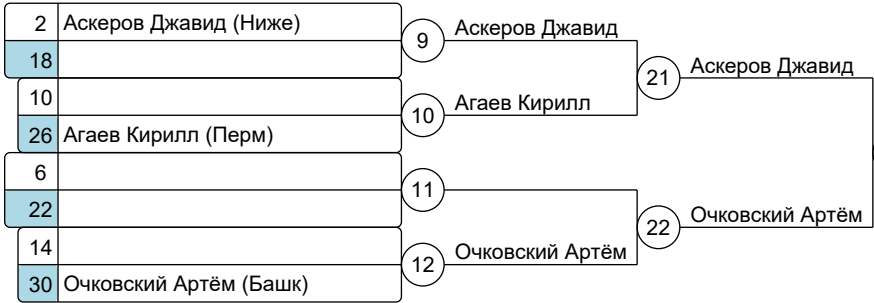 2 Аскеров Джавид (Ниже)
18
9 Аскеров Джавид
10
26 Агаев Кирилл (Перм)
10 Агаев Кирилл
21 Аскеров Джавид
6
22
11
14
30 Очковский Артём (Башк)
12 Очковский Артём
22 Очковский Артём